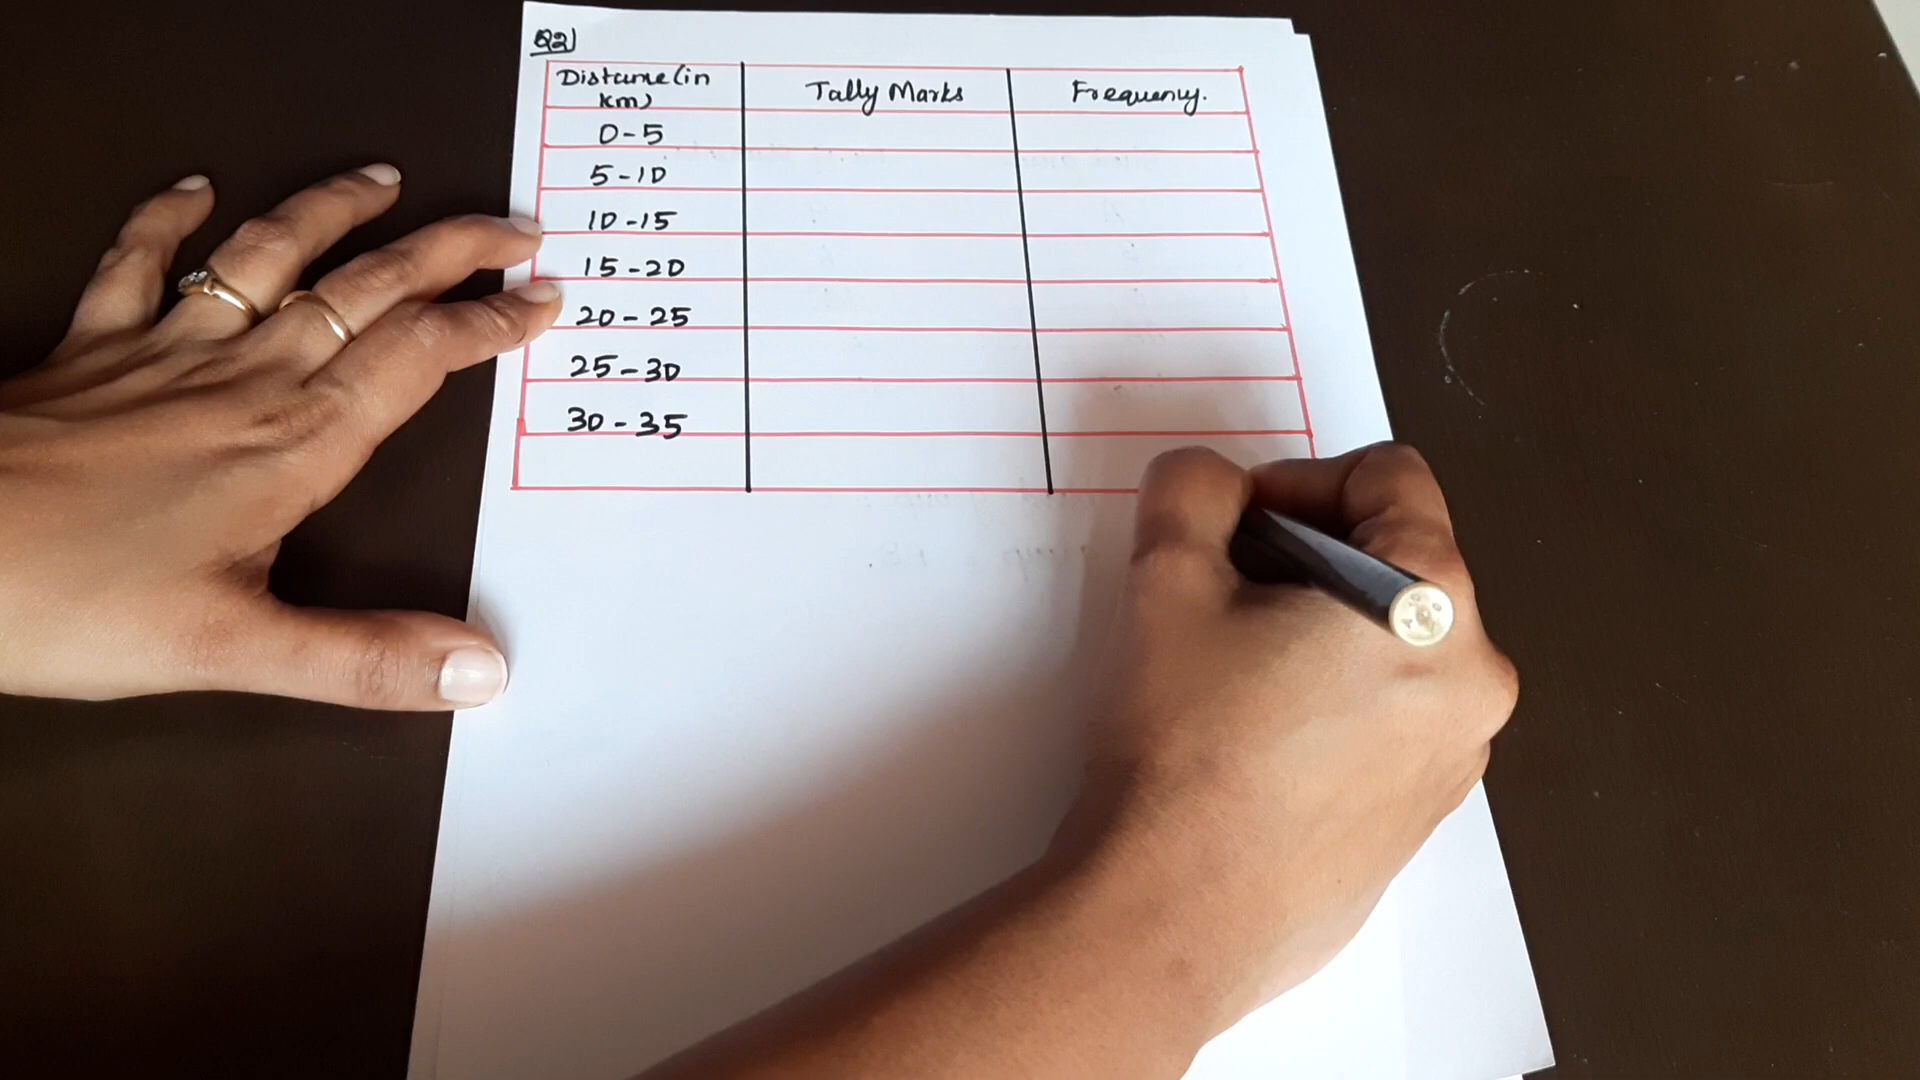 Q2)
Distance (in km)
Tally Marks
Frequency.
0-5
5-10
10-15
15-20
20-25
25-30
30-35